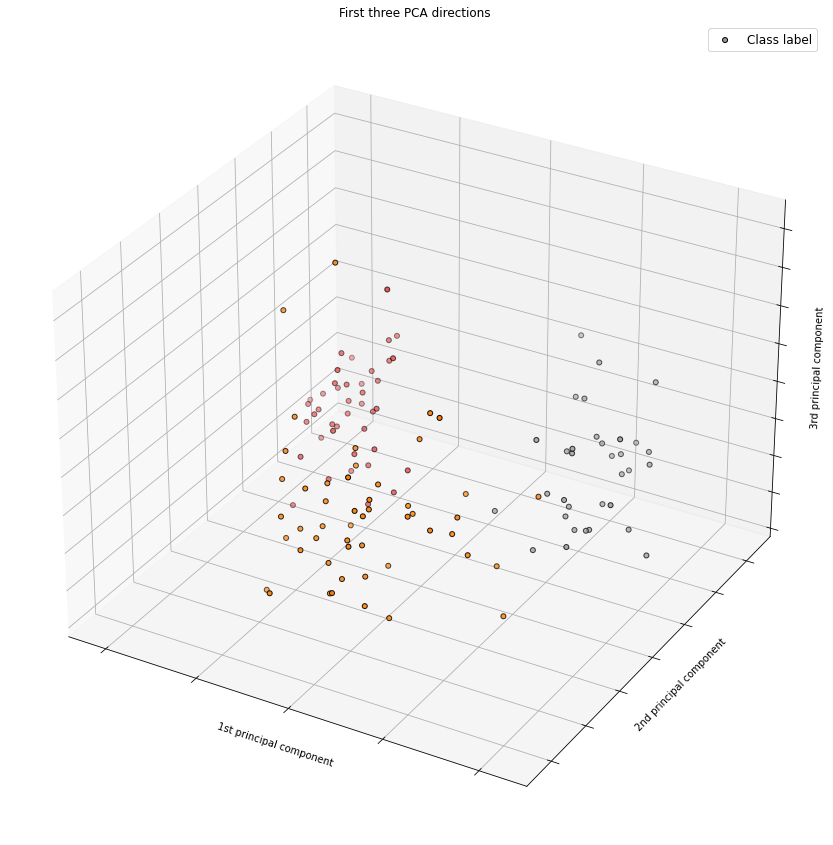 First three PCA directions
Class label
3rd principal component
2nd principal component
1st principal component